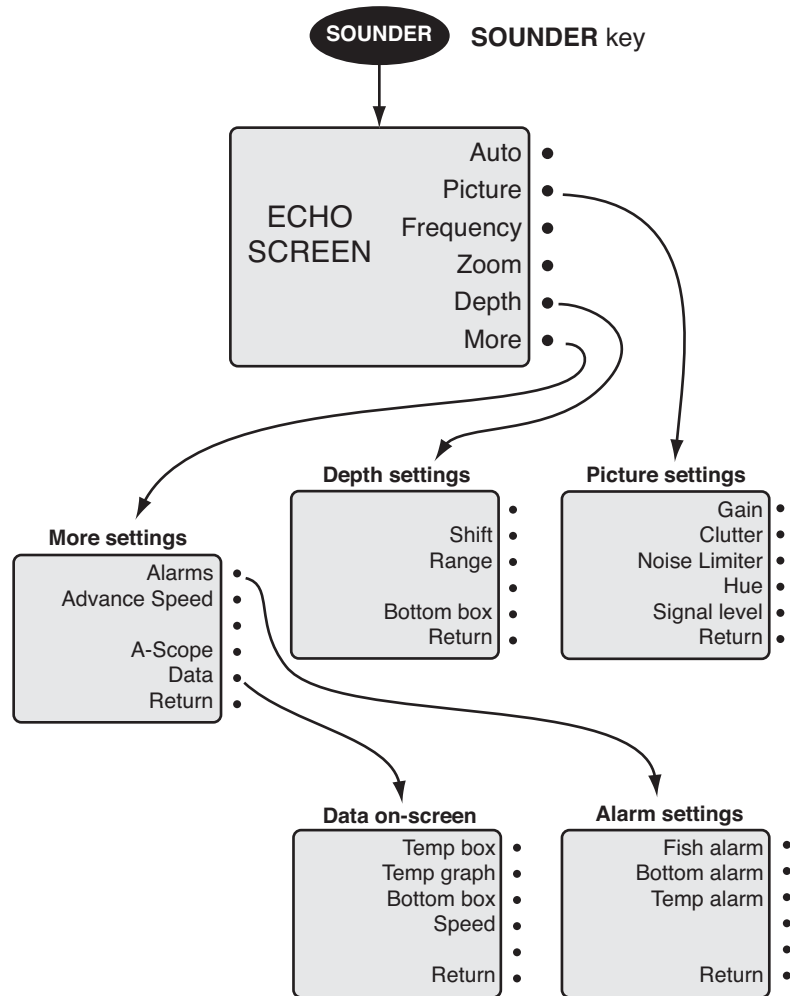 SOUNDER
SOUNDER key
ECHO
SCREEN
Auto
Picture
Frequency
Zoom
Depth
More
Depth settings
Shift
Range
Bottom box
Return
Picture settings
Gain
Clutter
Noise Limiter
Hue
Signal level
Return
More settings
Alarms
Advance Speed
A-Scope
Data
Return
Data on-screen
Temp box
Temp graph
Bottom box
Speed
Return
Alarm settings
Fish alarm
Bottom alarm
Temp alarm
Return